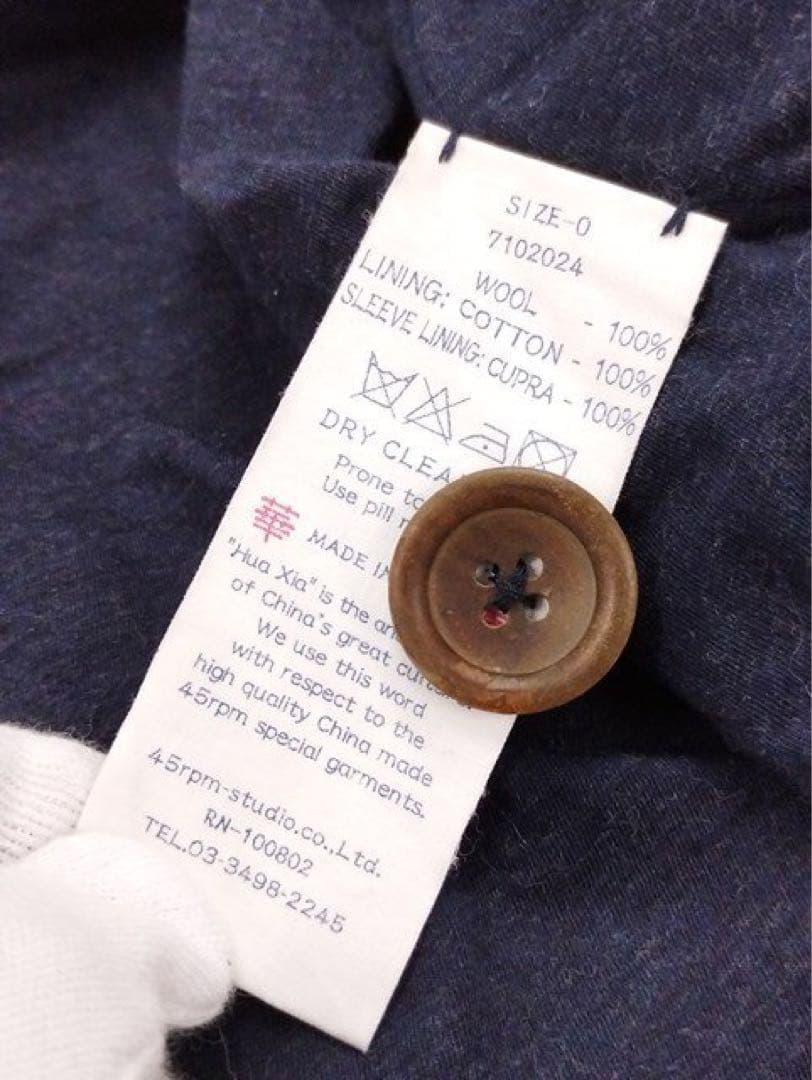 SIZE-0
7102024
WOOL - 100%
LINING: COTTON - 100%
SLEEVE LINING: CUPRA - 100%
DRY CLEA
Prone to
Use pill
華 MADE IN
"Hua Xia" is the
of China's great
We use this word
with respect to the
high quality China made
45rpm special garments.
45rpm-studio.co.,Ltd.
RN-100802
TEL.03-3498-2245